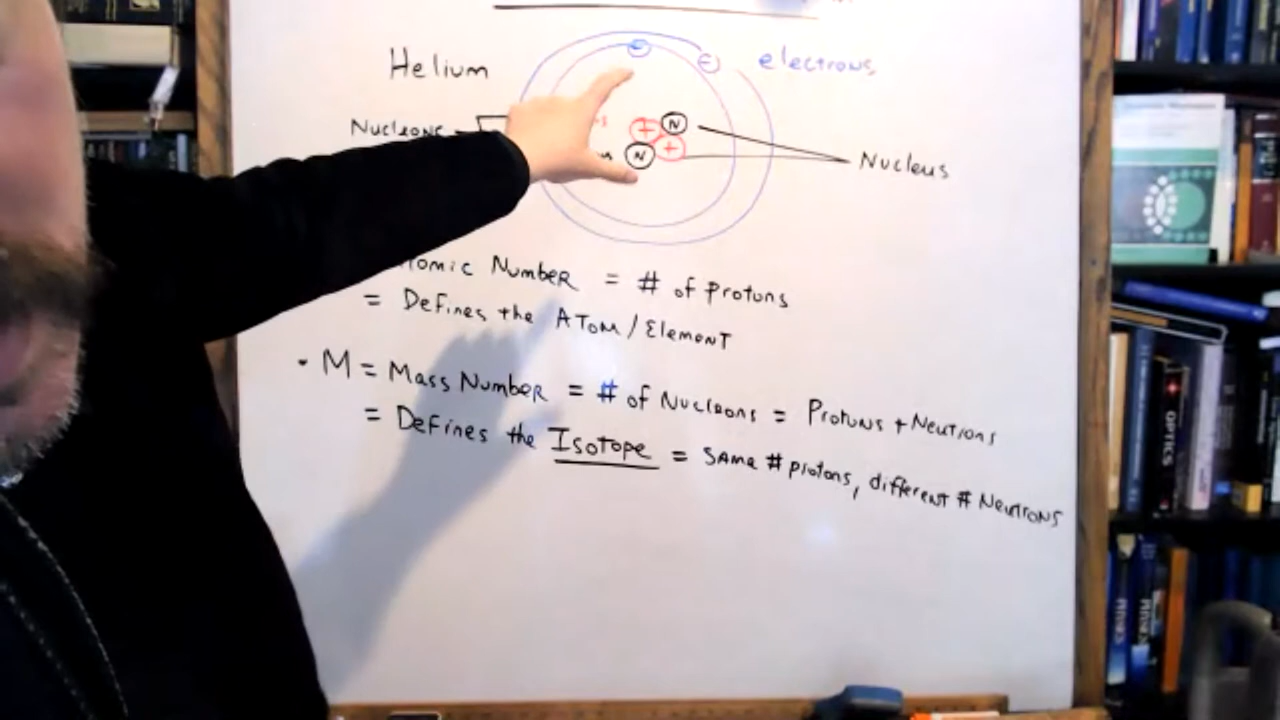 Helium
electrons
Nucleons
+ N
N +
Nucleus
Atomic Number = # of Protons
= Defines the Atom / Element
• M = Mass Number = # of Nucleons = Protons + Neutrons
= Defines the Isotope = Same # protons, different # Neutrons
OPTICS